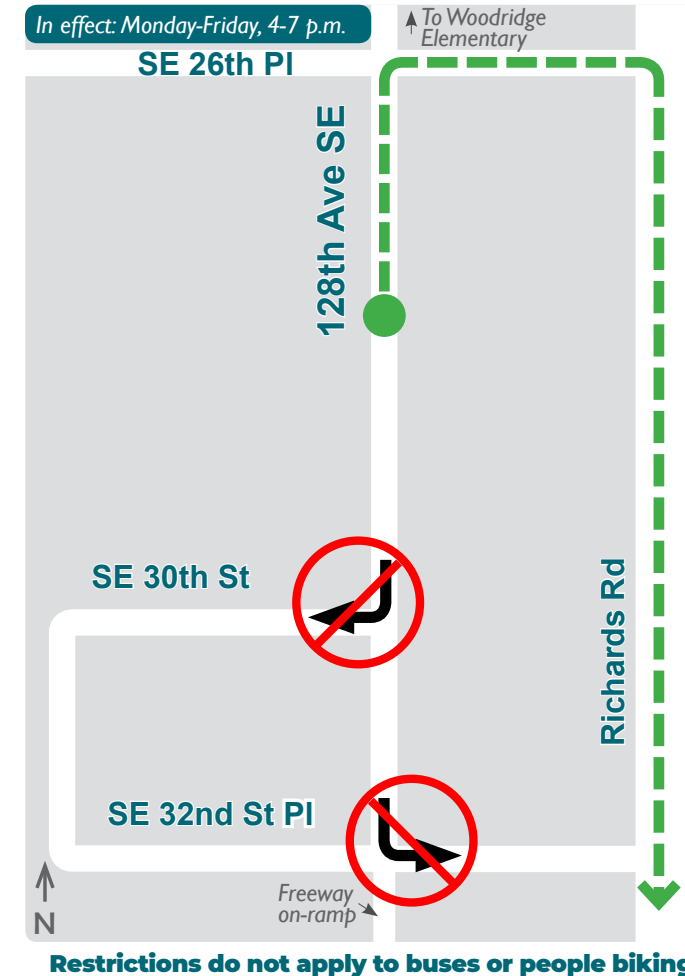 In effect: Monday-Friday, 4-7 p.m.
To Woodridge
Elementary
SE 26th Pl
128th Ave SE
SE 30th St
Richards Rd
SE 32nd St Pl
Freeway
on-ramp
N
Restrictions do not apply to buses or people biking